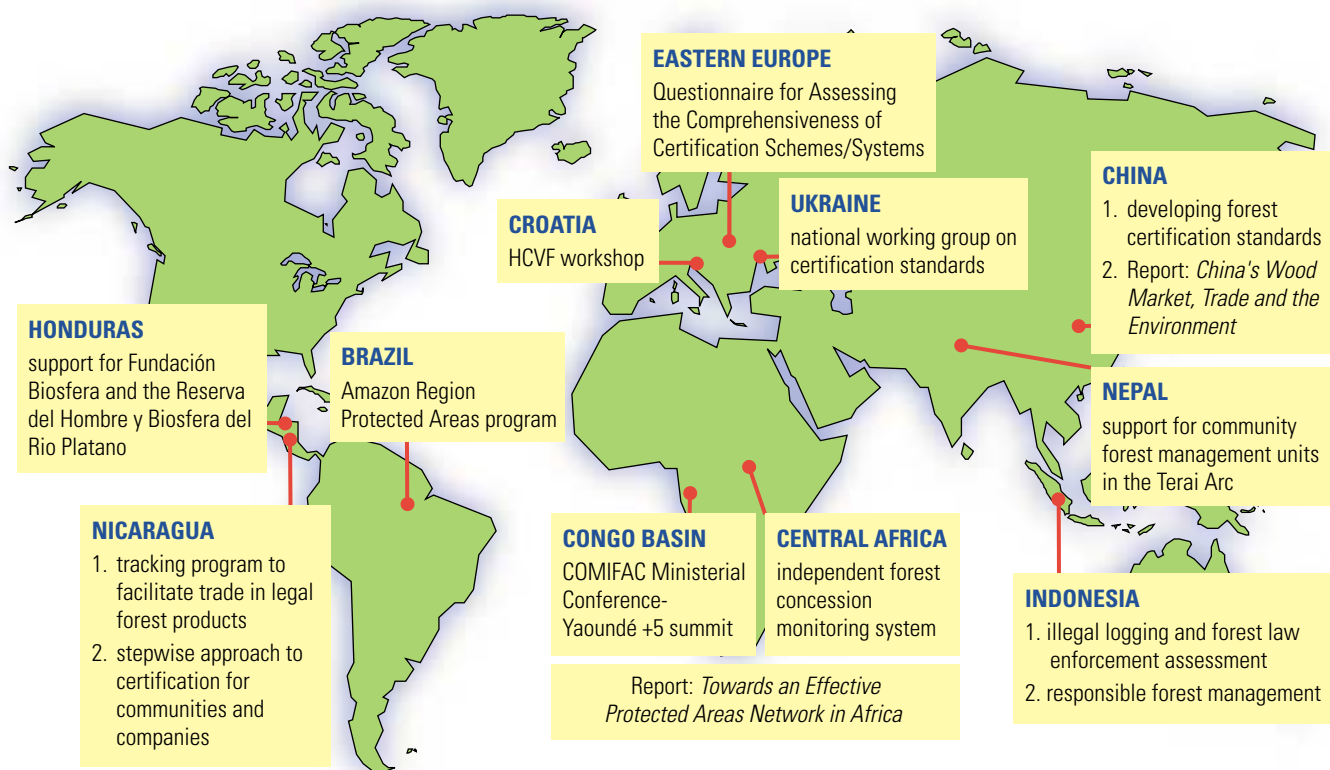 EASTERN EUROPE
Questionnaire for Assessing
the Comprehensiveness of
Certification Schemes/Systems
CROATIA
HCVF workshop
UKRAINE
national working group on
certification standards
CHINA
1. developing forest
certification standards
2. Report: China's Wood
Market, Trade and the
Environment
HONDURAS
support for Fundación
Biosfera and the Reserva
del Hombre y Biosfera del
Rio Platano
BRAZIL
Amazon Region
Protected Areas program
NEPAL
support for community
forest management units
in the Terai Arc
NICARAGUA
1. tracking program to
facilitate trade in legal
forest products
2. stepwise approach to
certification for
communities and
companies
CONGO BASIN
COMIFAC Ministerial
Conference-
Yaoundé +5 summit
CENTRAL AFRICA
independent forest
concession
monitoring system
Report: Towards an Effective
Protected Areas Network in Africa
INDONESIA
1. illegal logging and forest law
enforcement assessment
2. responsible forest management